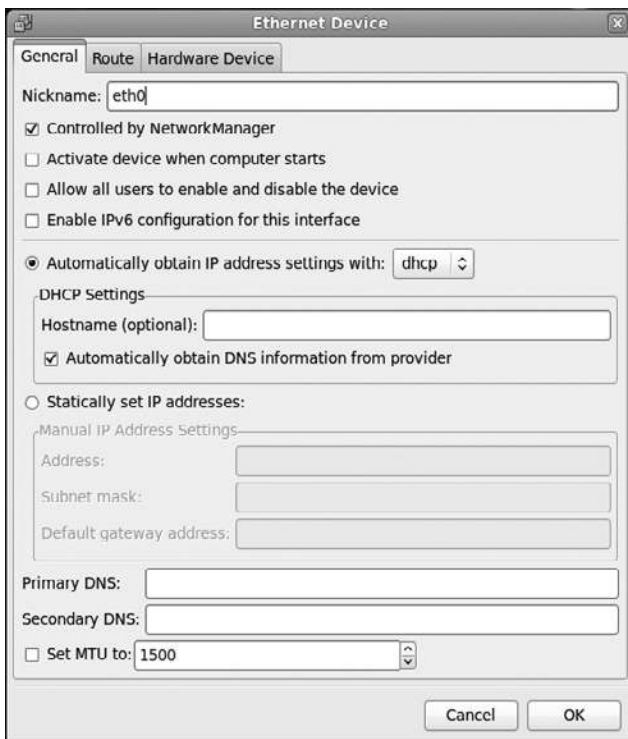 Ethernet Device
General Route Hardware Device
Nickname: eth0
Controlled by NetworkManager
Activate device when computer starts
Allow all users to enable and disable the device
Enable IPv6 configuration for this interface
Automatically obtain IP address settings with: dhcp
DHCP Settings
Hostname (optional):
Automatically obtain DNS information from provider
Statically set IP addresses:
Manual IP Address Settings
Address:
Subnet mask:
Default gateway address:
Primary DNS:
Secondary DNS:
Set MTU to: 1500
Cancel OK